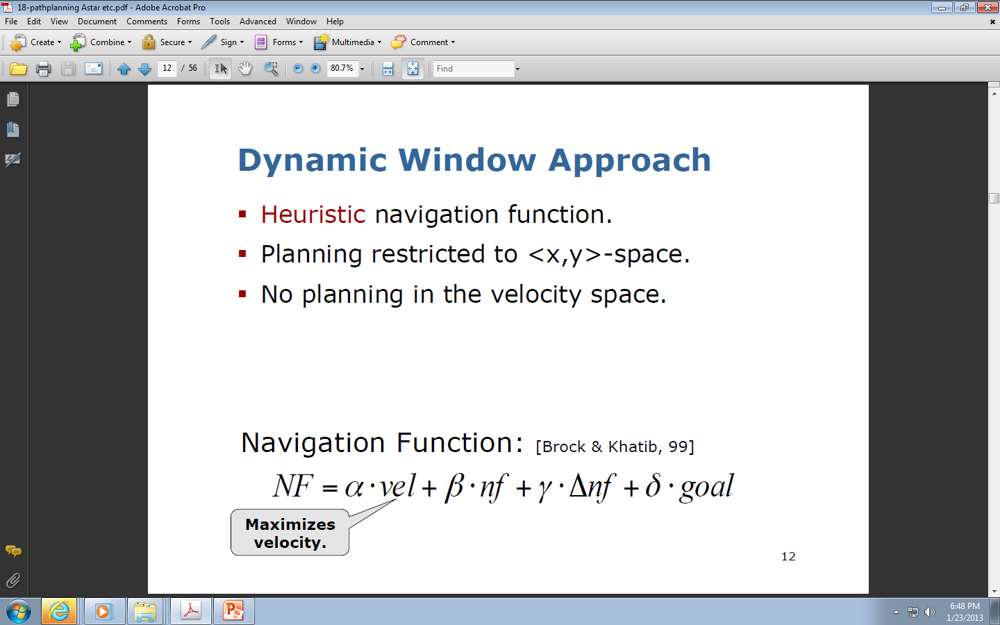 18-pathplanning Astar etc.pdf - Adobe Acrobat Pro
File Edit View Document Comments Forms Tools Advanced Window Help
Create Combine Secure Sign Forms Multimedia Comment
12 / 56 80.7% Find
Dynamic Window Approach
Heuristic navigation function.
Planning restricted to <x,y>-space.
No planning in the velocity space.
Navigation Function: [Brock & Khatib, 99]
NF = α · vel + β · nf + γ · Δnf + δ · goal
Maximizes
velocity.
12
6:48 PM
1/23/2013